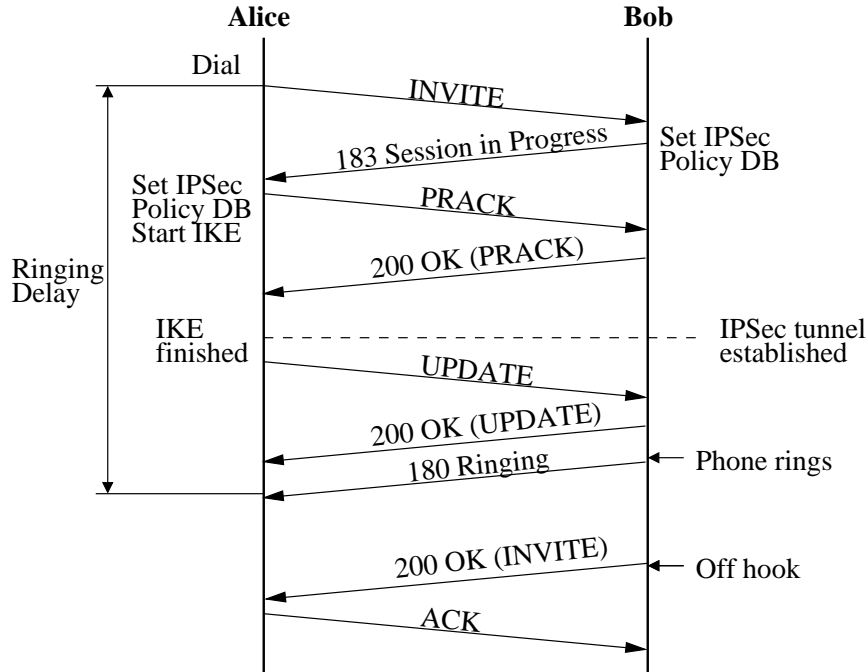 Alice
Bob
Dial
INVITE
183 Session in Progress
Set IPSec
Policy DB
Set IPSec
Policy DB
Start IKE
PRACK
200 OK (PRACK)
Ringing
Delay
IKE
finished
IPSec tunnel
established
UPDATE
200 OK (UPDATE)
180 Ringing
Phone rings
200 OK (INVITE)
Off hook
ACK